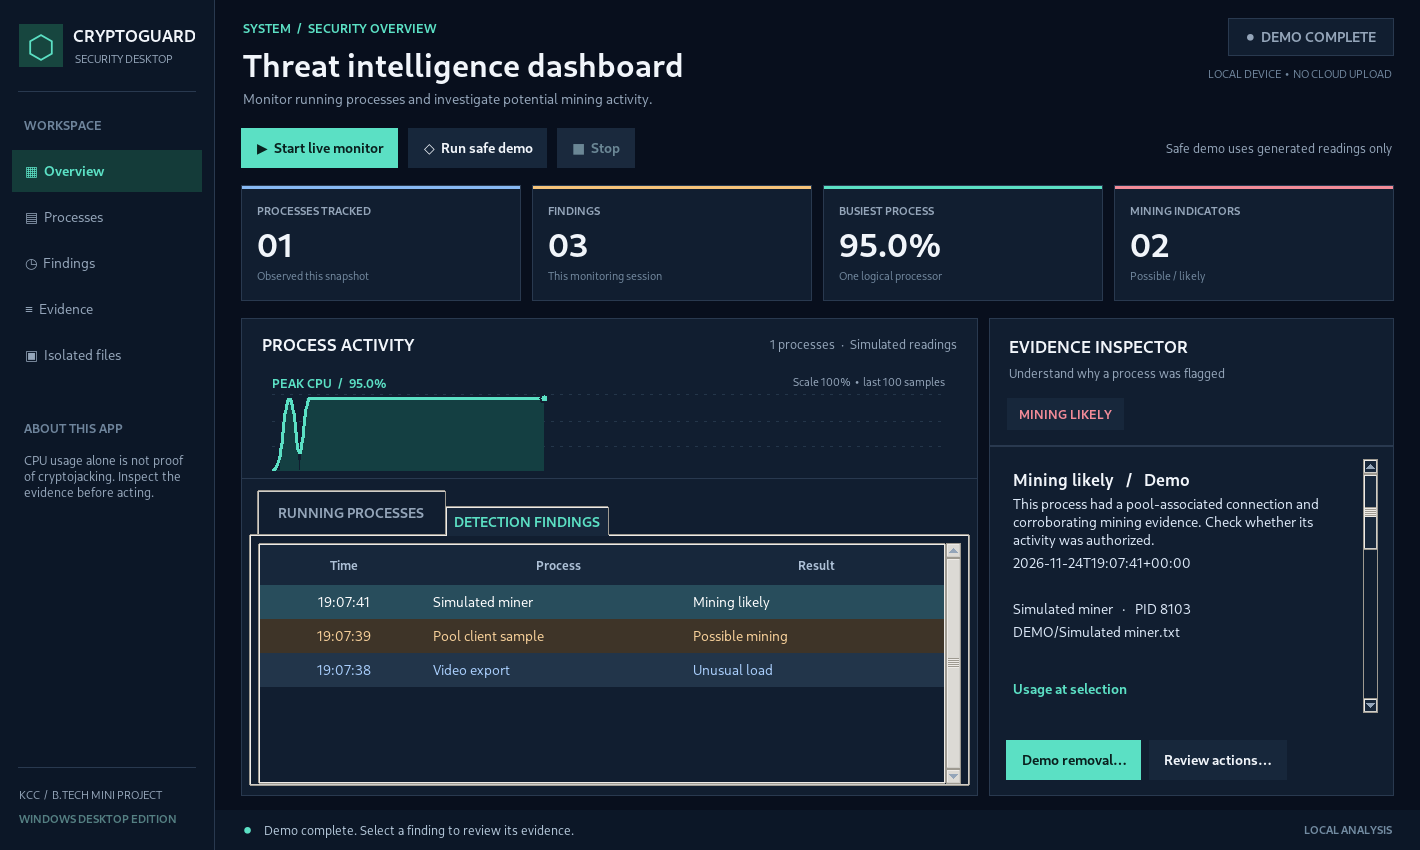 CRYPTOGUARD
SECURITY DESKTOP
WORKSPACE
Overview
Processes
Findings
Evidence
Isolated files
ABOUT THIS APP
CPU usage alone is not proof
of cryptojacking. Inspect the
evidence before acting.
KCC / B.TECH MINI PROJECT
WINDOWS DESKTOP EDITION
SYSTEM / SECURITY OVERVIEW
Threat intelligence dashboard
Monitor running processes and investigate potential mining activity.
● DEMO COMPLETE
LOCAL DEVICE • NO CLOUD UPLOAD
▶ Start live monitor
◇ Run safe demo
■ Stop
Safe demo uses generated readings only
PROCESSES TRACKED
01
Observed this snapshot
FINDINGS
03
This monitoring session
BUSIEST PROCESS
95.0%
One logical processor
MINING INDICATORS
02
Possible / likely
PROCESS ACTIVITY
1 processes · Simulated readings
PEAK CPU / 95.0%
Scale 100% • last 100 samples
RUNNING PROCESSES
DETECTION FINDINGS
Time Process Result
19:07:41 Simulated miner Mining likely
19:07:39 Pool client sample Possible mining
19:07:38 Video export Unusual load
EVIDENCE INSPECTOR
Understand why a process was flagged
MINING LIKELY
Mining likely / Demo
This process had a pool-associated connection and
corroborating mining evidence. Check whether its
activity was authorized.
2026-11-24T19:07:41+00:00
Simulated miner · PID 8103
DEMO/Simulated miner.txt
Usage at selection
Demo removal...
Review actions...
● Demo complete. Select a finding to review its evidence.
LOCAL ANALYSIS